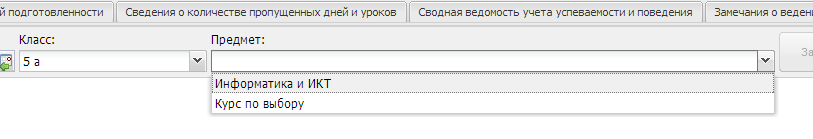 й подготовленности Сведения о количестве пропущенных дней и уроков Сводная ведомость учета успеваемости и поведения Замечания о веден
Класс: Предмет:
5 а За
Информатика и ИКТ
Курс по выбору